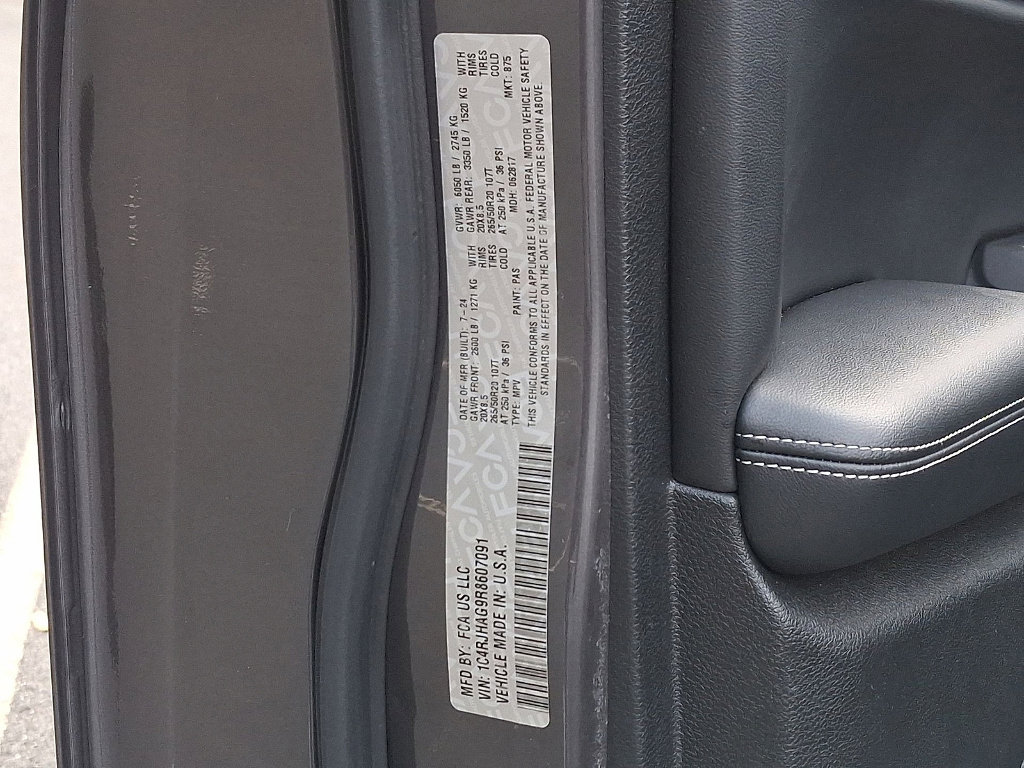 MFD BY: FCA US LLC
VIN: 1C4RJHAG9R8607091
VEHICLE MADE IN: U.S.A.
DATE OF MFR (BUILT): 7-24 GVWR: 6050 LB / 2745 KG
GAWR FRONT: 2800 LB / 1271 KG WITH GAWR REAR: 3350 LB / 1520 KG WITH
20X8.5 RIMS 20X8.5 RIMS
265/50R20 107T TIRES 265/50R20 107T TIRES
AT 250 kPa / 36 PSI COLD AT 250 kPa / 36 PSI COLD
TYPE: MPV PAINT: PAS MDH: 062817 MKT: 875
THIS VEHICLE CONFORMS TO ALL APPLICABLE U.S.A. FEDERAL MOTOR VEHICLE SAFETY
STANDARDS IN EFFECT ON THE DATE OF MANUFACTURE SHOWN ABOVE.